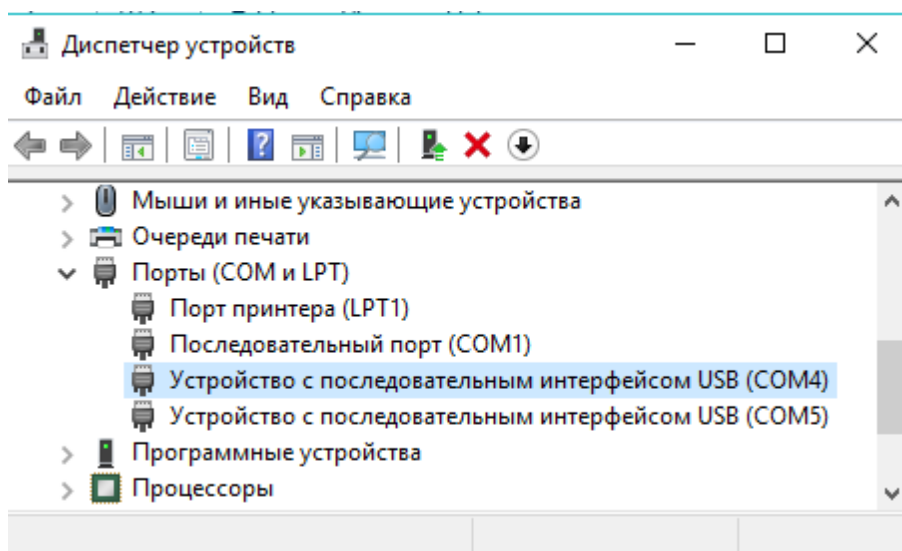 Диспетчер устройств
Файл Действие Вид Справка
Мыши и иные указывающие устройства
Очереди печати
Порты (COM и LPT)
Порт принтера (LPT1)
Последовательный порт (COM1)
Устройство с последовательным интерфейсом USB (COM4)
Устройство с последовательным интерфейсом USB (COM5)
Программные устройства
Процессоры